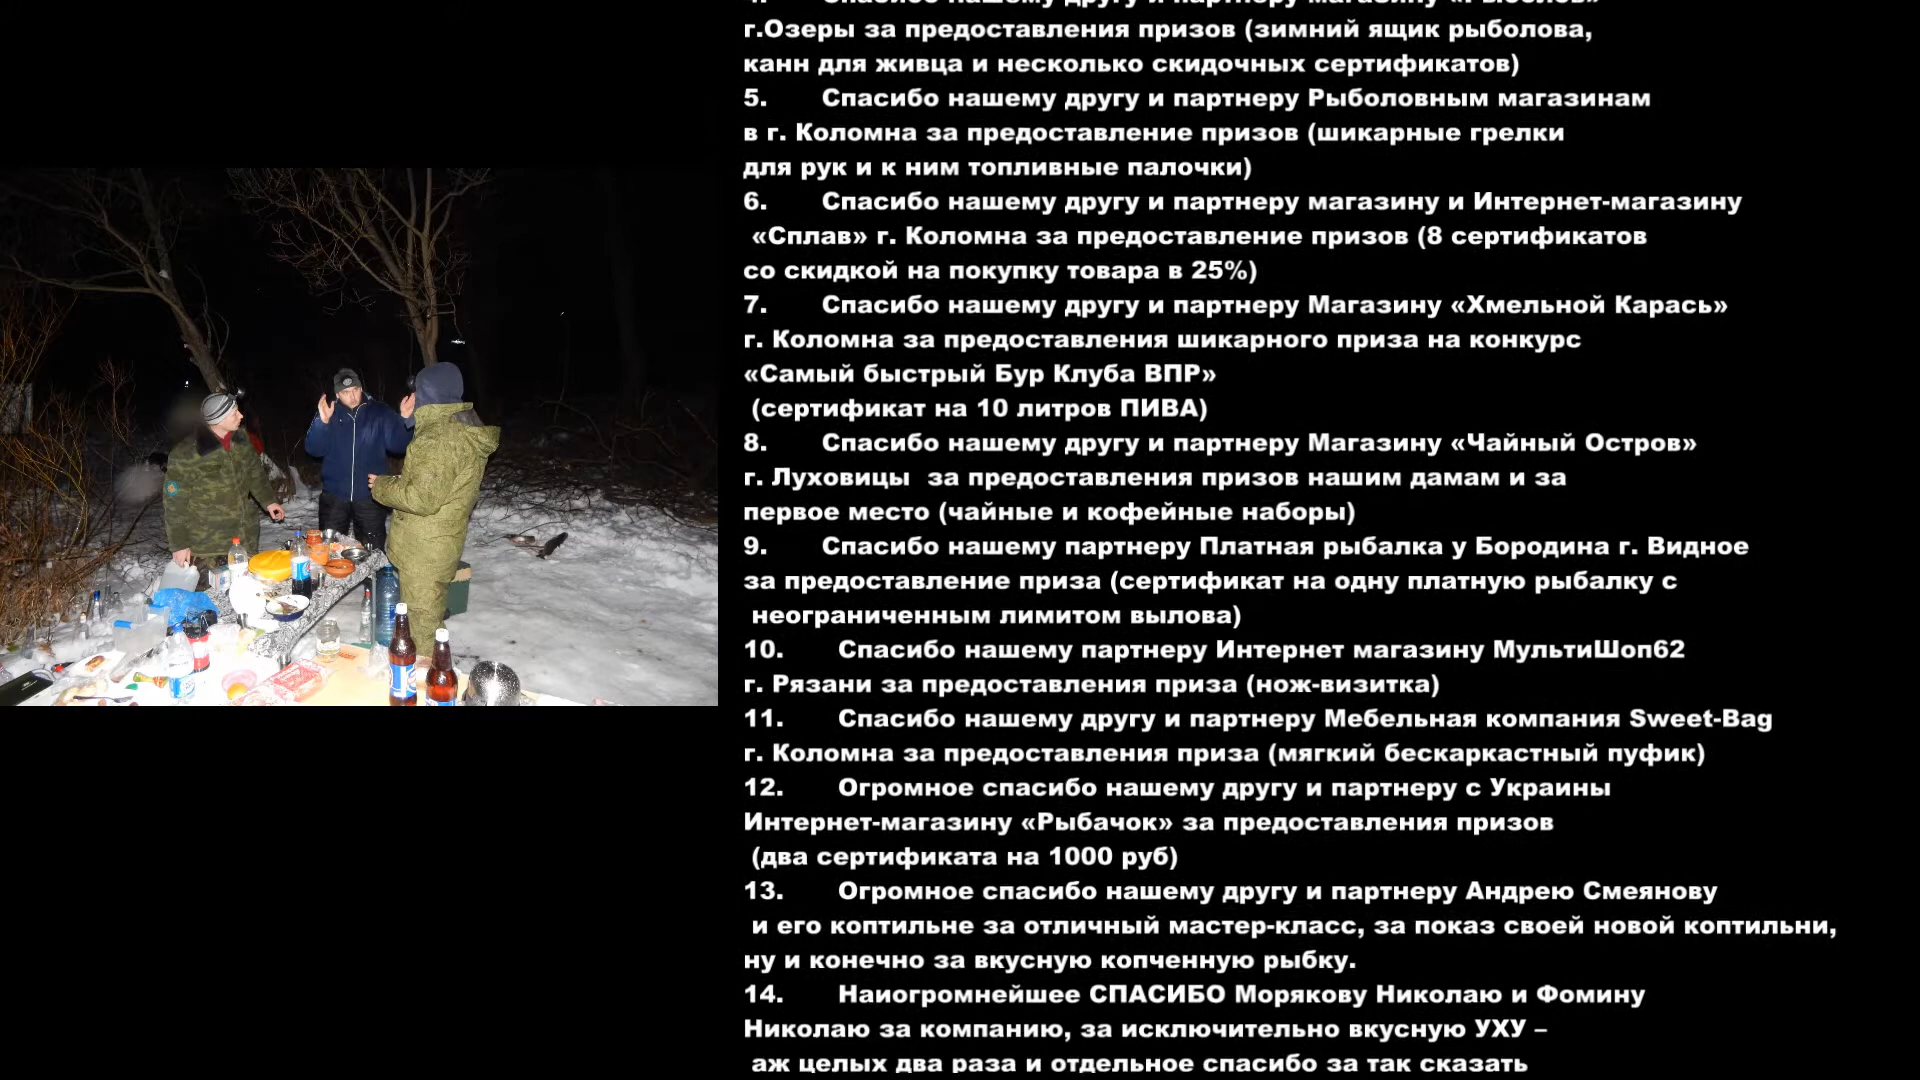 4. Спасибо нашему другу и партнеру магазину «Рыболов»
г.Озеры за предоставления призов (зимний ящик рыболова,
канн для живца и несколько скидочных сертификатов)
5. Спасибо нашему другу и партнеру Рыболовным магазинам
в г. Коломна за предоставление призов (шикарные грелки
для рук и к ним топливные палочки)
6. Спасибо нашему другу и партнеру магазину и Интернет-магазину
«Сплав» г. Коломна за предоставление призов (8 сертификатов
со скидкой на покупку товара в 25%)
7. Спасибо нашему другу и партнеру Магазину «Хмельной Карась»
г. Коломна за предоставления шикарного приза на конкурс
«Самый быстрый Бур Клуба ВПР»
(сертификат на 10 литров ПИВА)
8. Спасибо нашему другу и партнеру Магазину «Чайный Остров»
г. Луховицы за предоставления призов нашим дамам и за
первое место (чайные и кофейные наборы)
9. Спасибо нашему партнеру Платная рыбалка у Бородина г. Видное
за предоставление приза (сертификат на одну платную рыбалку с
неограниченным лимитом вылова)
10. Спасибо нашему партнеру Интернет магазину МультиШоп62
г. Рязани за предоставления приза (нож-визитка)
11. Спасибо нашему другу и партнеру Мебельная компания Sweet-Bag
г. Коломна за предоставления приза (мягкий бескаркастный пуфик)
12. Огромное спасибо нашему другу и партнеру с Украины
Интернет-магазину «Рыбачок» за предоставления призов
(два сертификата на 1000 руб)
13. Огромное спасибо нашему другу и партнеру Андрею Смеянову
и его коптильне за отличный мастер-класс, за показ своей новой коптильни,
ну и конечно за вкусную копченную рыбку.
14. Наиогромнейшее СПАСИБО Морякову Николаю и Фомину
Николаю за компанию, за исключительно вкусную УХУ –
аж целых два раза и отдельное спасибо за так сказать